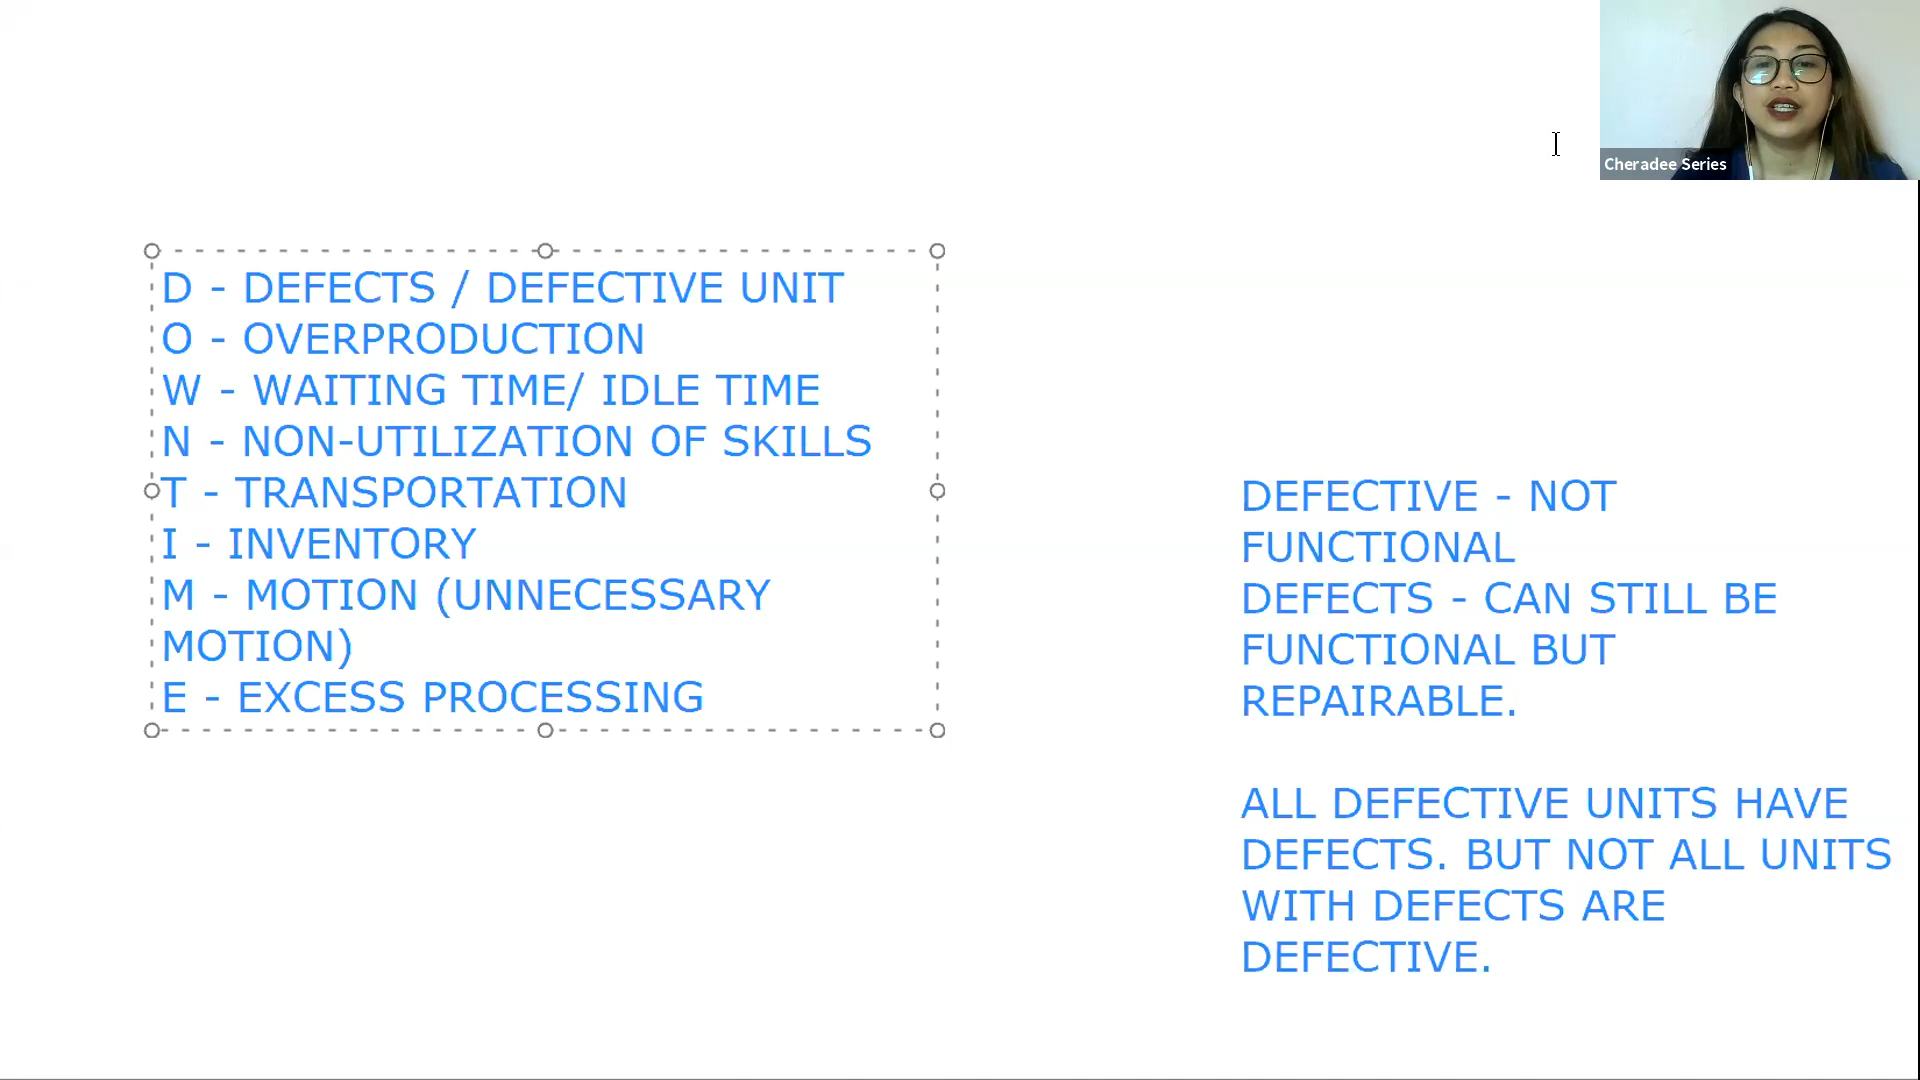 Cheradee Series
D - DEFECTS / DEFECTIVE UNIT
O - OVERPRODUCTION
W - WAITING TIME/ IDLE TIME
N - NON-UTILIZATION OF SKILLS
T - TRANSPORTATION
I - INVENTORY
M - MOTION (UNNECESSARY
MOTION)
E - EXCESS PROCESSING
DEFECTIVE - NOT
FUNCTIONAL
DEFECTS - CAN STILL BE
FUNCTIONAL BUT
REPAIRABLE.
ALL DEFECTIVE UNITS HAVE
DEFECTS. BUT NOT ALL UNITS
WITH DEFECTS ARE
DEFECTIVE.